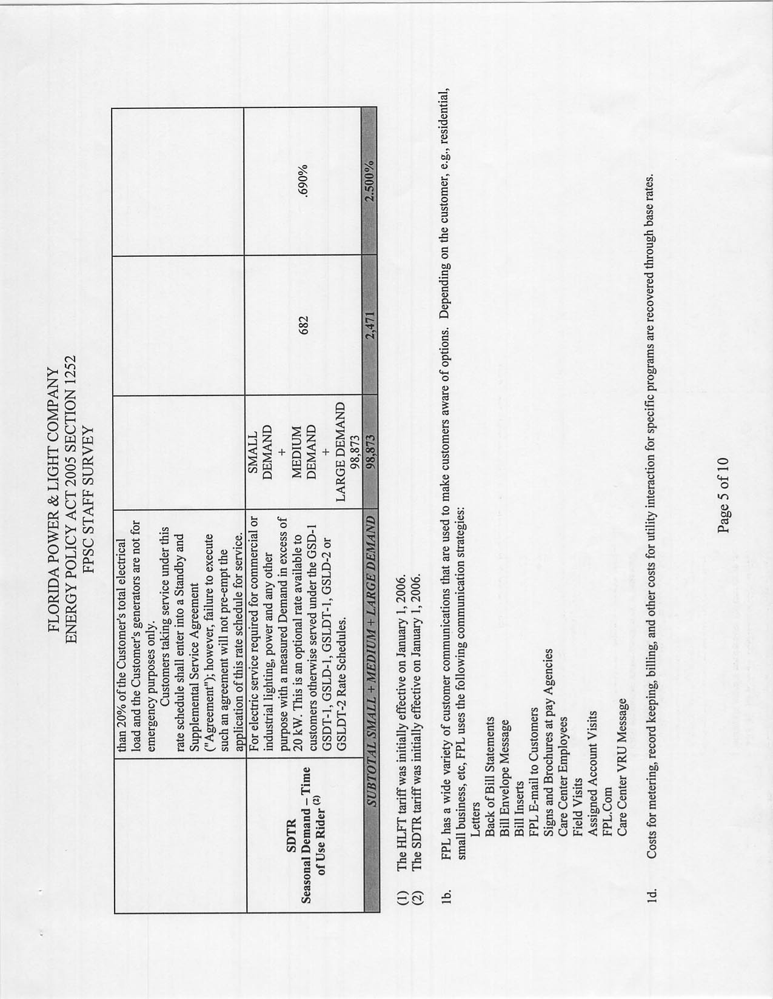 FLORIDA POWER & LIGHT COMPANY
ENERGY POLICY ACT 2005 SECTION 1252
FPSC STAFF SURVEY
than 20% of the Customer's total electrical
load and the Customer's generators are not for
emergency purposes only.
Customers taking service under this
rate schedule shall enter into a Standby and
Supplemental Service Agreement
("Agreement"); however, failure to execute
such an agreement will not pre-empt the
application of this rate schedule for service.
SDTR
Seasonal Demand – Time
of Use Rider (2)
For electric service required for commercial or
industrial lighting, power and any other
purpose with a measured Demand in excess of
20 kW. This is an optional rate available to
customers otherwise served under the GSD-1
GSDT-1, GSLD-1, GSLDT-1, GSLD-2 or
GSLDT-2 Rate Schedules.
SMALL
DEMAND
+
MEDIUM
DEMAND
+
LARGE DEMAND
98,873
682
.690%
SUBTOTAL SMALL + MEDIUM + LARGE DEMAND 98,873 2,471 2.500%
(1) The HLFT tariff was initially effective on January 1, 2006.
(2) The SDTR tariff was initially effective on January 1, 2006.
1b. FPL has a wide variety of customer communications that are used to make customers aware of options. Depending on the customer, e.g., residential,
small business, etc, FPL uses the following communication strategies:
Letters
Back of Bill Statements
Bill Envelope Message
Bill Inserts
FPL E-mail to Customers
Signs and Brochures at pay Agencies
Care Center Employees
Field Visits
Assigned Account Visits
FPL.Com
Care Center VRU Message
1d. Costs for metering, record keeping, billing, and other costs for utility interaction for specific programs are recovered through base rates.
Page 5 of 10